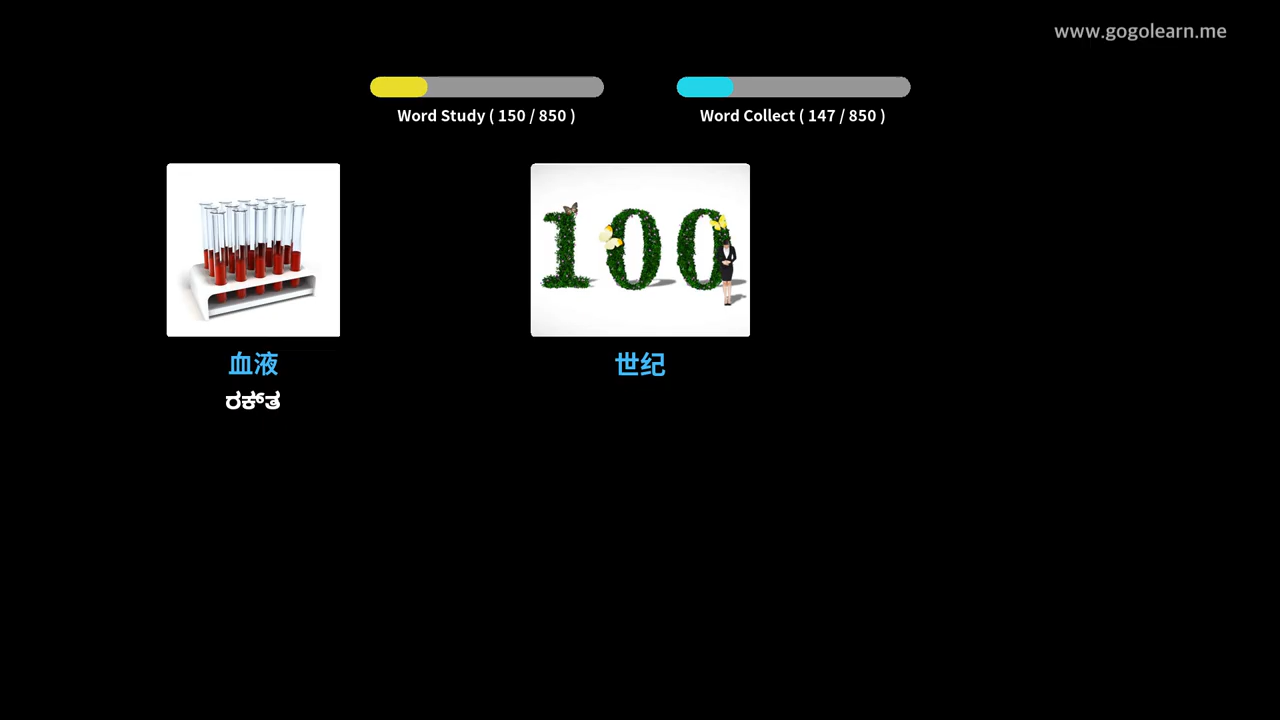 www.gogolearn.me
Word Study ( 150 / 850 )
Word Collect ( 147 / 850 )
100
血液
世纪
ರಕ್ತ